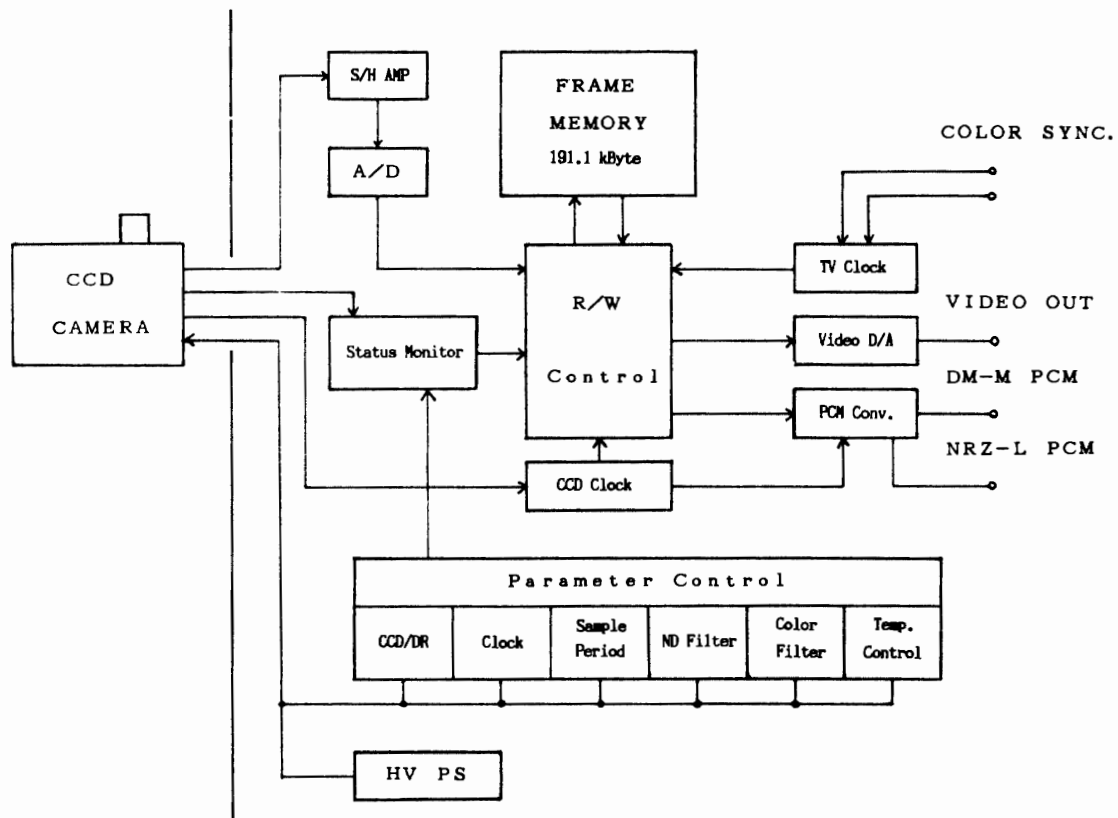 S/H AMP
A/D
FRAME
MEMORY
191.1 kByte
COLOR SYNC.
CCD
CAMERA
Status Monitor
R/W
Control
TV Clock
VIDEO OUT
Video D/A
DM-M PCM
PCM Conv.
NRZ-L PCM
CCD Clock
Parameter Control
CCD/DR
Clock
Sample
Period
ND Filter
Color
Filter
Temp.
Control
HV PS